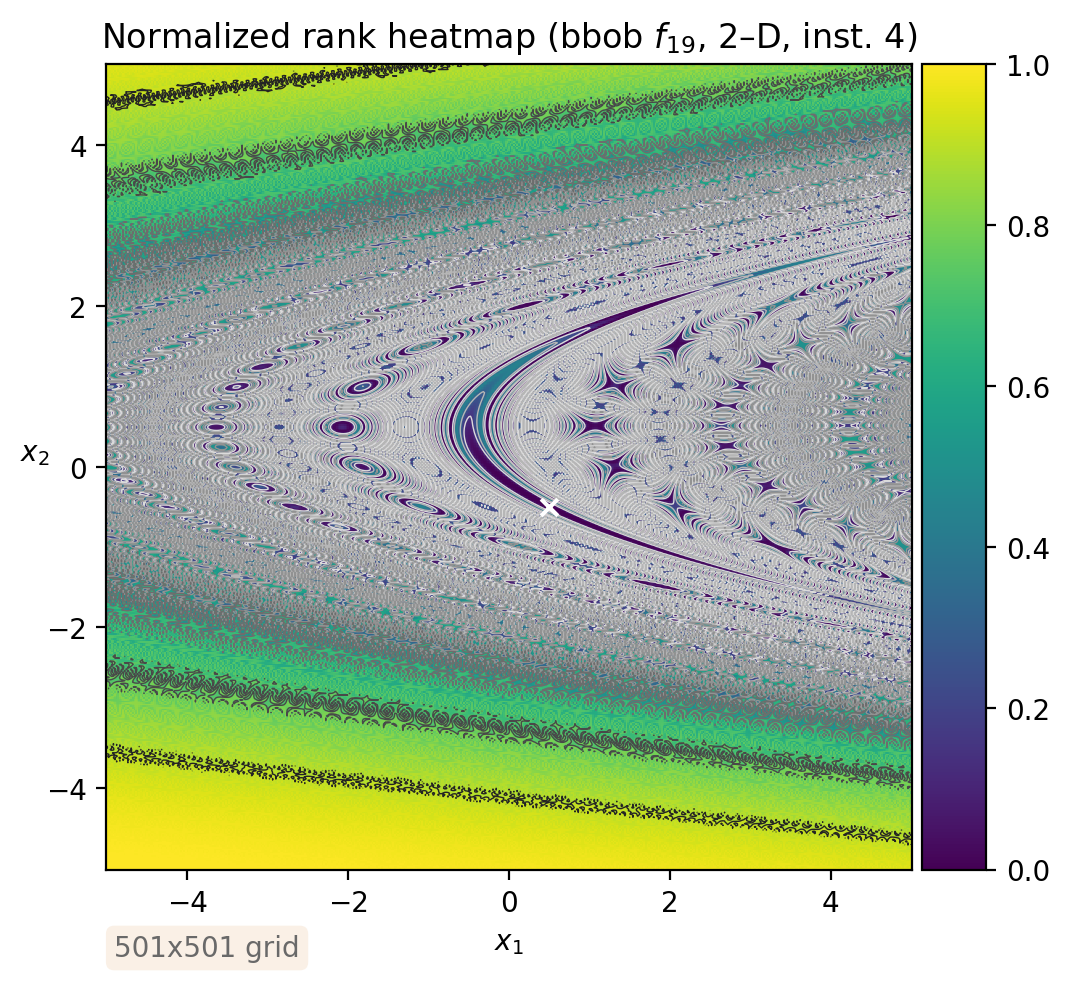 Normalized rank heatmap (bbob f₁₉, 2–D, inst. 4)
1.0
4
0.8
2
0.6
x₂
0
0.4
−2
0.2
−4
0.0
−4 −2 0 2 4
x₁
501x501 grid